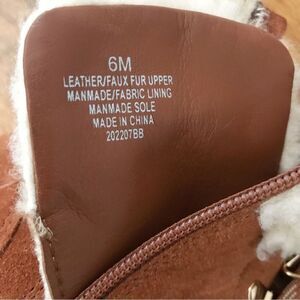 6M
LEATHER/FAUX FUR UPPER
MANMADE/FABRIC LINING
MANMADE SOLE
MADE IN CHINA
202207BB